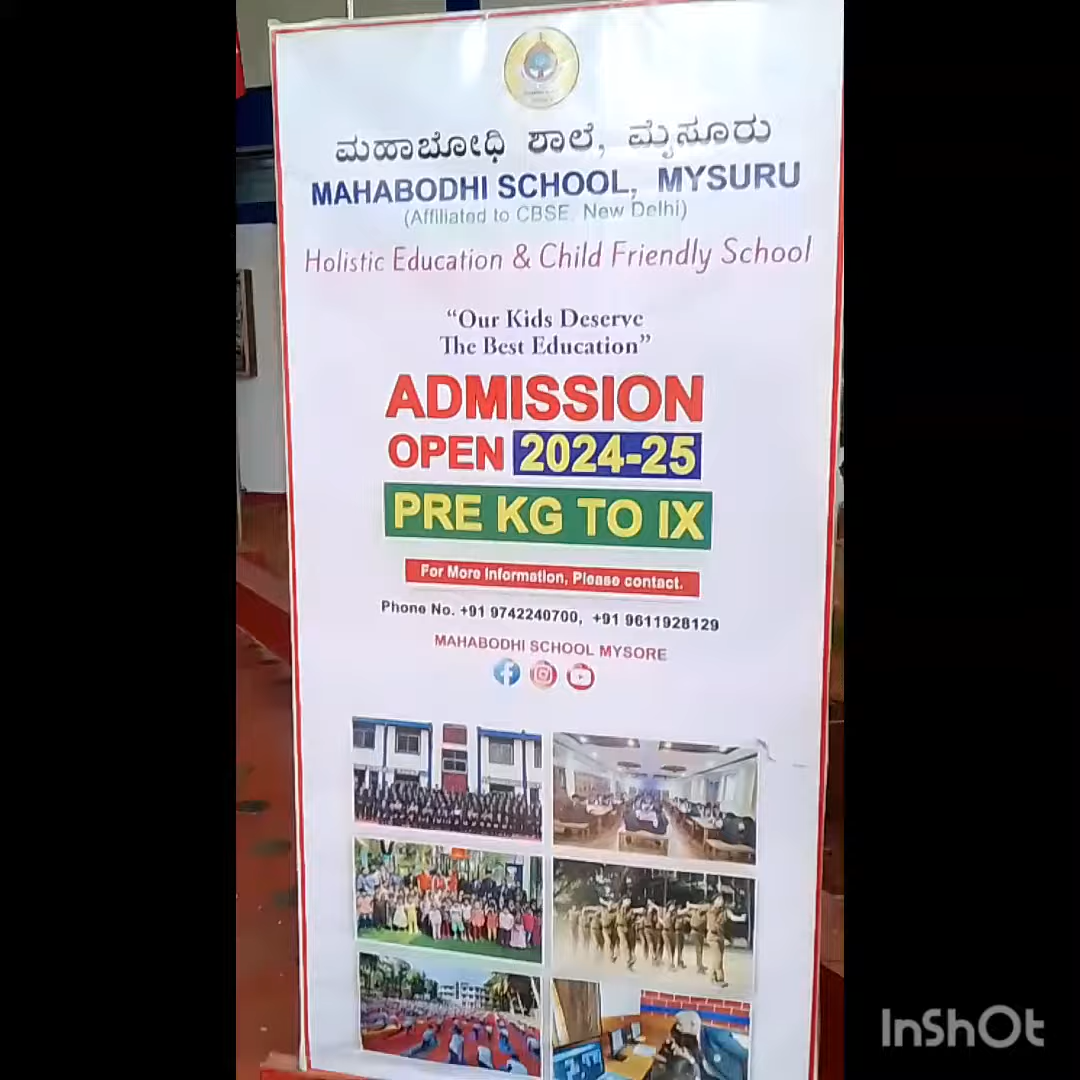 ಮಹಾಬೋಧಿ ಶಾಲೆ, ಮೈಸೂರು
MAHABODHI SCHOOL, MYSURU
(Affiliated to CBSE, New Delhi)
Holistic Education & Child Friendly School
“Our Kids Deserve
The Best Education”
ADMISSION
OPEN 2024-25
PRE KG TO IX
For More Information, Please contact.
Phone No. +91 9742240700, +91 9611928129
MAHABODHI SCHOOL MYSORE
InShOt